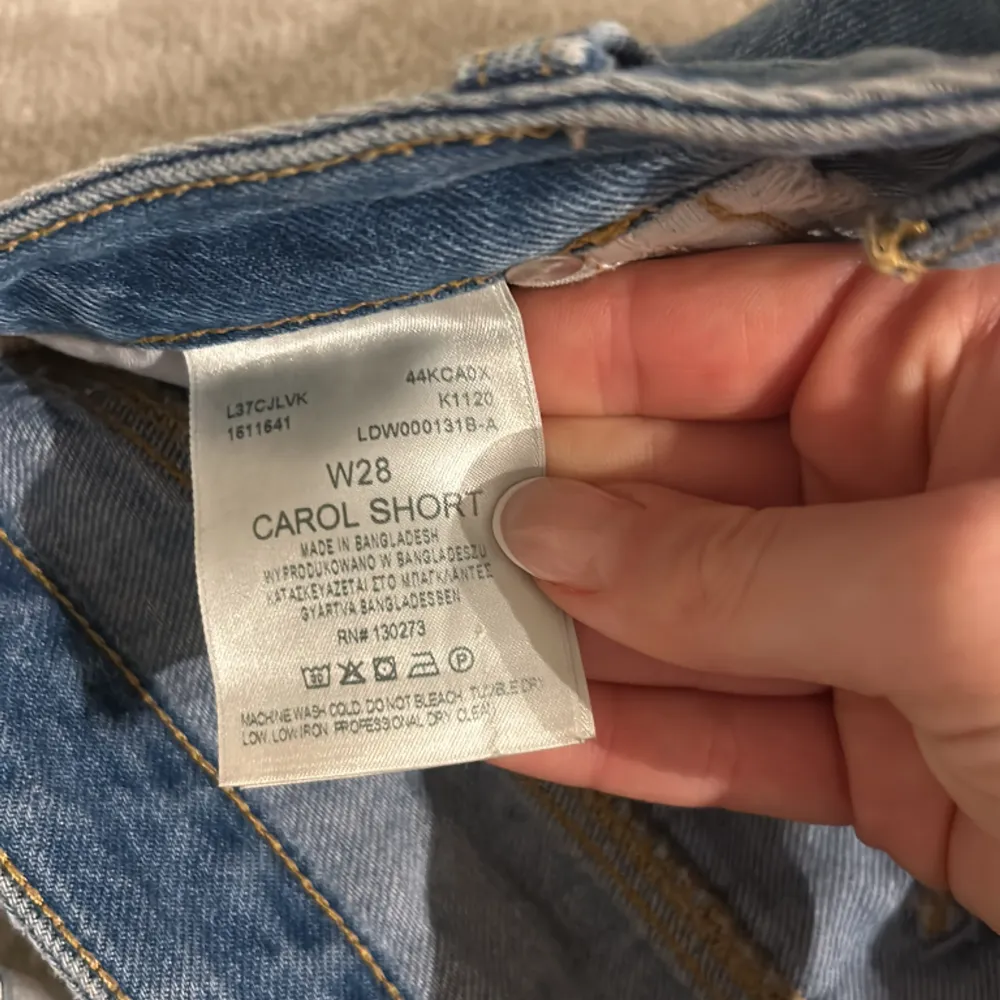 44KCA0X
L37CJLVK
K1120
1611641
LDW000131B-A
W28
CAROL SHORT
MADE IN BANGLADESH
WYPRODUKOWANO W BANGLADESZU
ΚΑΤΑΣΚΕΥΑΖΕΤΑΙ ΣΤΟ ΜΠΑΓΚΛΑΝΤΕΣ
GYÁRTVA BANGLADESBEN
RN# 130273
MACHINE WASH COLD. DO NOT BLEACH. TUMBLE DRY
LOW. LOW IRON. PROFESSIONAL DRY CLEAN